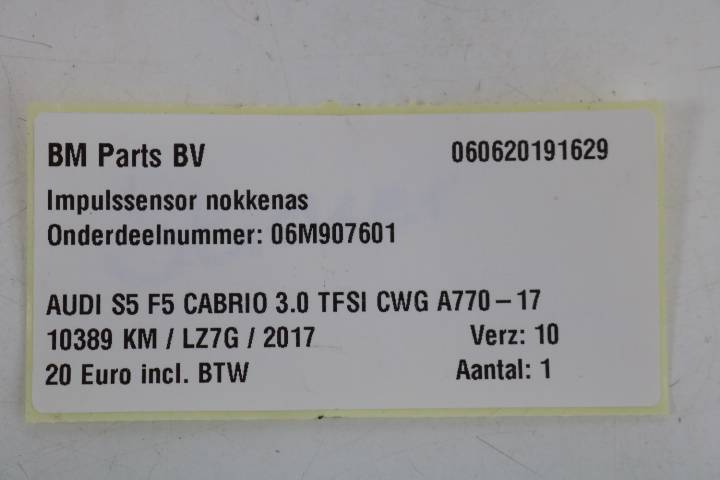 BM Parts BV 060620191629
Impulssensor nokkenas
Onderdeelnummer: 06M907601
AUDI S5 F5 CABRIO 3.0 TFSI CWG A770-17
10389 KM / LZ7G / 2017 Verz: 10
20 Euro incl. BTW Aantal: 1